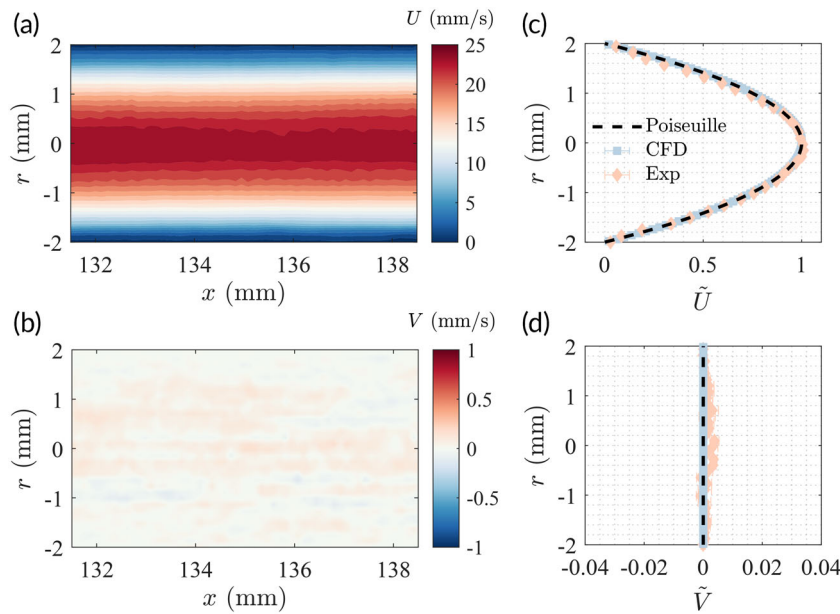 (a)
U (mm/s)
2
1
0
-1
-2
r (mm)
132
134
136
138
x (mm)
25
20
15
10
5
0
(c)
2
1
0
-1
-2
r (mm)
Poiseuille
CFD
Exp
0
0.5
1
Ũ
(b)
V (mm/s)
2
1
0
-1
-2
r (mm)
132
134
136
138
x (mm)
1
0.5
0
-0.5
-1
(d)
2
1
0
-1
-2
r (mm)
-0.04
-0.02
0
0.02
0.04
Ṽ